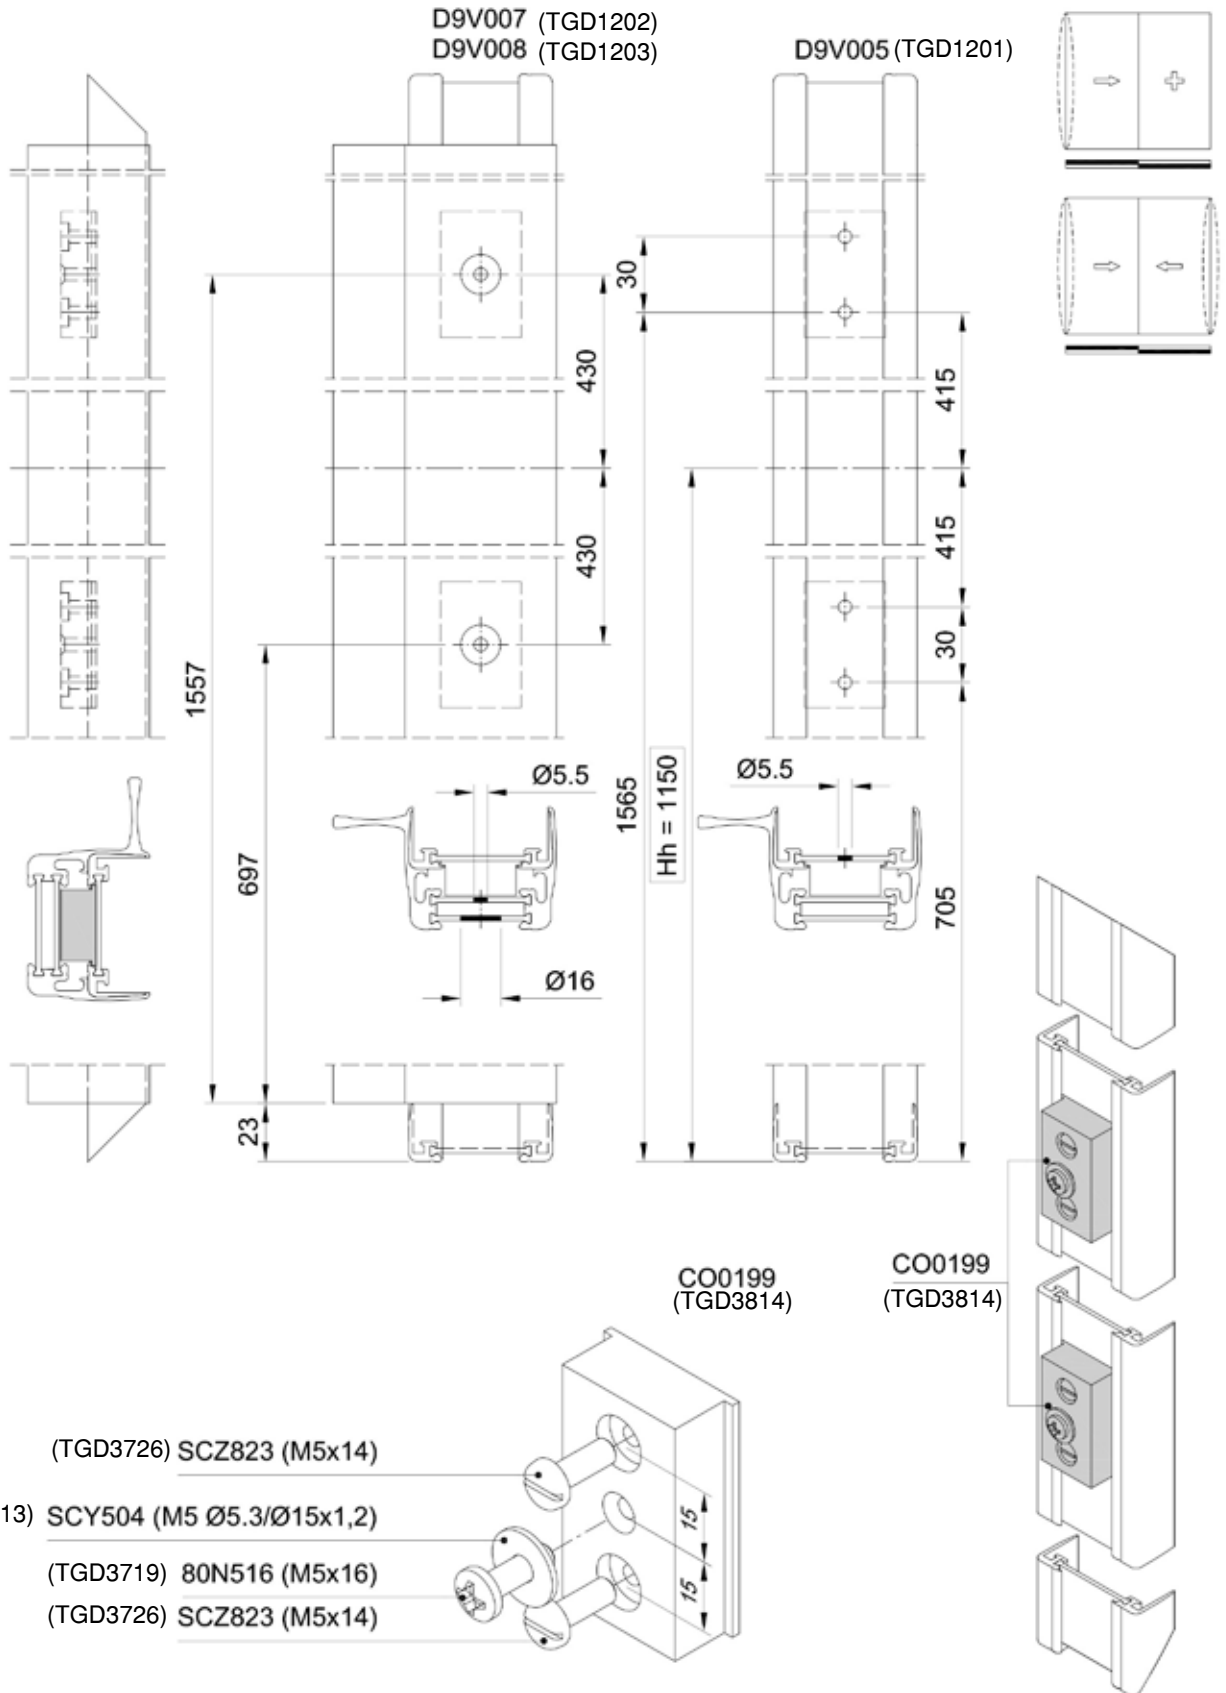 D9V007 (TGD1202)
D9V008 (TGD1203)
D9V005 (TGD1201)
30
430
415
430
415
30
1557
697
23
1565
Hh = 1150
705
Ø5.5
Ø5.5
Ø16
CO0199
(TGD3814)
CO0199
(TGD3814)
(TGD3726) SCZ823 (M5x14)
13) SCY504 (M5 Ø5.3/Ø15x1,2)
(TGD3719) 80N516 (M5x16)
(TGD3726) SCZ823 (M5x14)
15
15